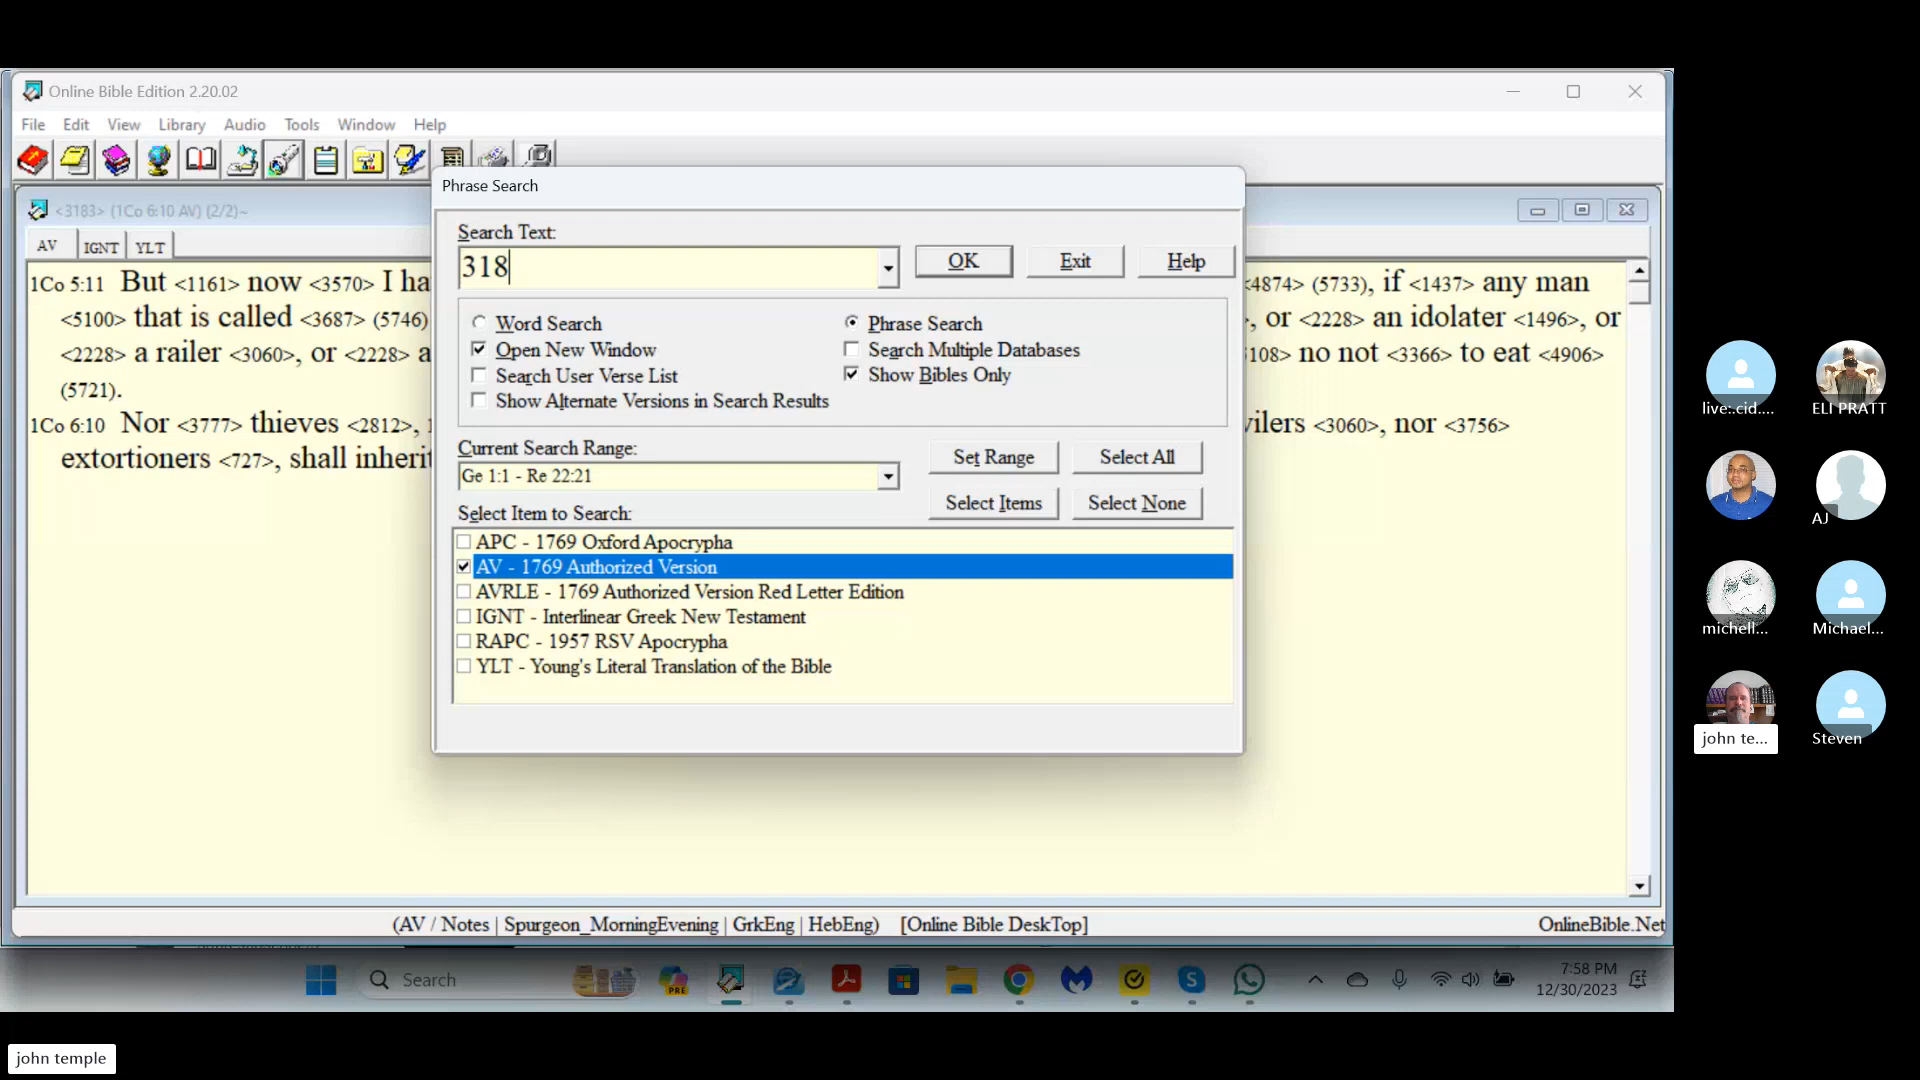 Online Bible Edition 2.20.02
File Edit View Library Audio Tools Window Help
Phrase Search
<3183> (1Co 6:10 AV) (2/2)~
AV IGNT YLT
Search Text:
318
OK Exit Help
Word Search
Phrase Search
Open New Window
Search Multiple Databases
Search User Verse List
Show Bibles Only
Show Alternate Versions in Search Results
Current Search Range:
Ge 1:1 - Re 22:21
Set Range Select All
Select Items Select None
Select Item to Search:
APC - 1769 Oxford Apocrypha
AV - 1769 Authorized Version
AVRLE - 1769 Authorized Version Red Letter Edition
IGNT - Interlinear Greek New Testament
RAPC - 1957 RSV Apocrypha
YLT - Young's Literal Translation of the Bible
1Co 5:11 But <1161> now <3570> I ha 4874> (5733), if <1437> any man
<5100> that is called <3687> (5746) , or <2228> an idolater <1496>, or
<2228> a railer <3060>, or <2228> a 108> no not <3366> to eat <4906>
(5721).
1Co 6:10 Nor <3777> thieves <2812>, vilers <3060>, nor <3756>
extortioners <727>, shall inherit
(AV / Notes | Spurgeon_MorningEvening | GrkEng | HebEng) [Online Bible DeskTop]
OnlineBible.Net
Search
PRE
7:58 PM
12/30/2023
live:.cid....
ELI PRATT
AJ
michell...
Michael...
john te...
Steven
john temple